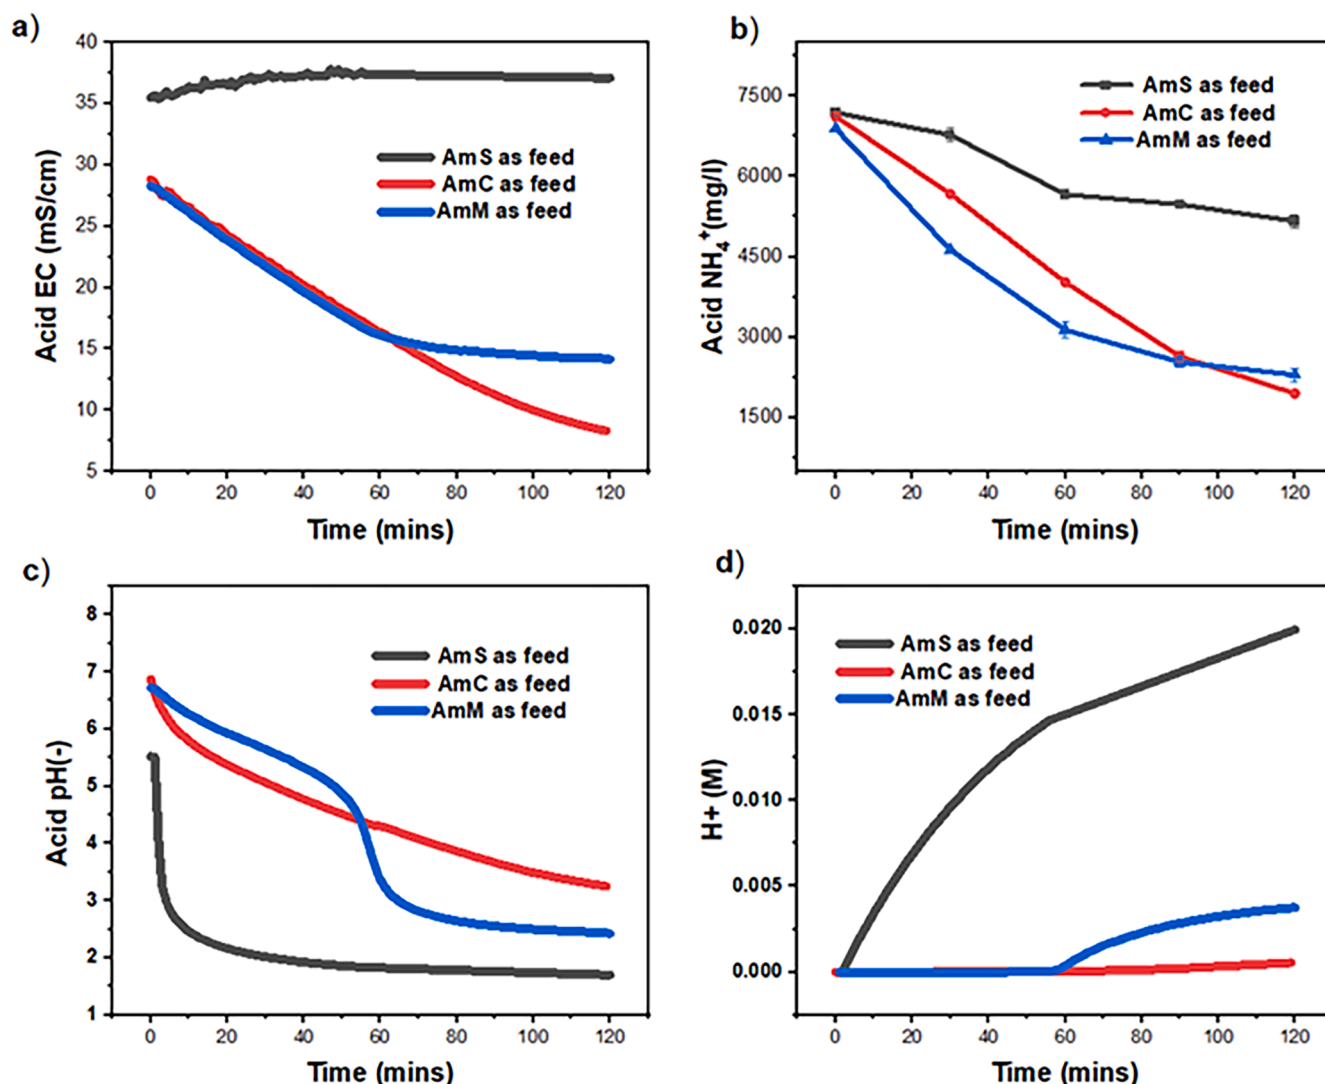 a)
40
35
30
25
20
15
10
5
Acid EC (mS/cm)
AmS as feed
AmC as feed
AmM as feed
0 20 40 60 80 100 120
Time (mins)
b)
7500
6000
4500
3000
1500
Acid NH₄⁺(mg/l)
AmS as feed
AmC as feed
AmM as feed
0 20 40 60 80 100 120
Time (mins)
c)
8
7
6
5
4
3
2
1
Acid pH(-)
AmS as feed
AmC as feed
AmM as feed
0 20 40 60 80 100 120
Time (mins)
d)
0.020
0.015
0.010
0.005
0.000
H+ (M)
AmS as feed
AmC as feed
AmM as feed
0 20 40 60 80 100 120
Time (mins)